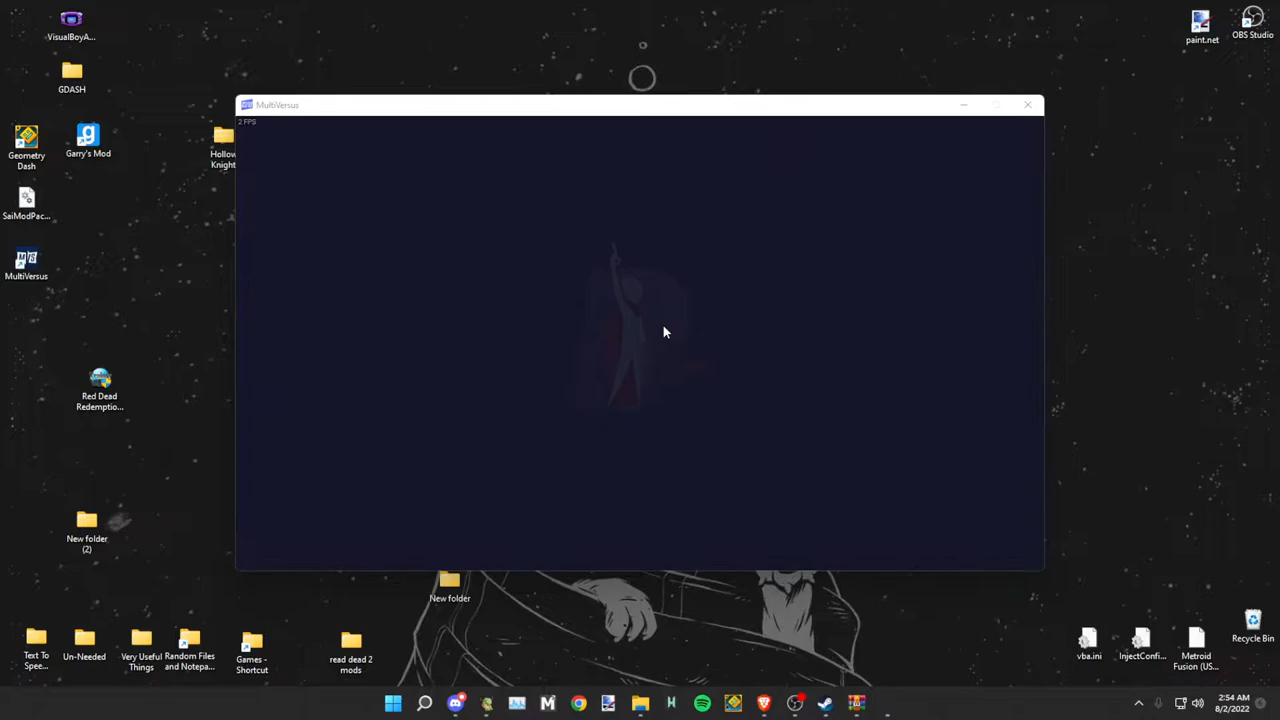 VisualBoyA...
GDASH
Geometry
Dash
Garry's Mod
Hollow
Knight
SaiModPac...
MultiVersus
Red Dead
Redemptio...
New folder
(2)
Text To
Spee...
Un-Needed
Very Useful
Things
Random Files
and Notepa...
Games -
Shortcut
read dead 2
mods
New folder
MultiVersus
2 FPS
paint.net
OBS Studio
vba.ini
InjectConfi...
Metroid
Fusion (US...
Recycle Bin
2:54 AM
8/2/2022